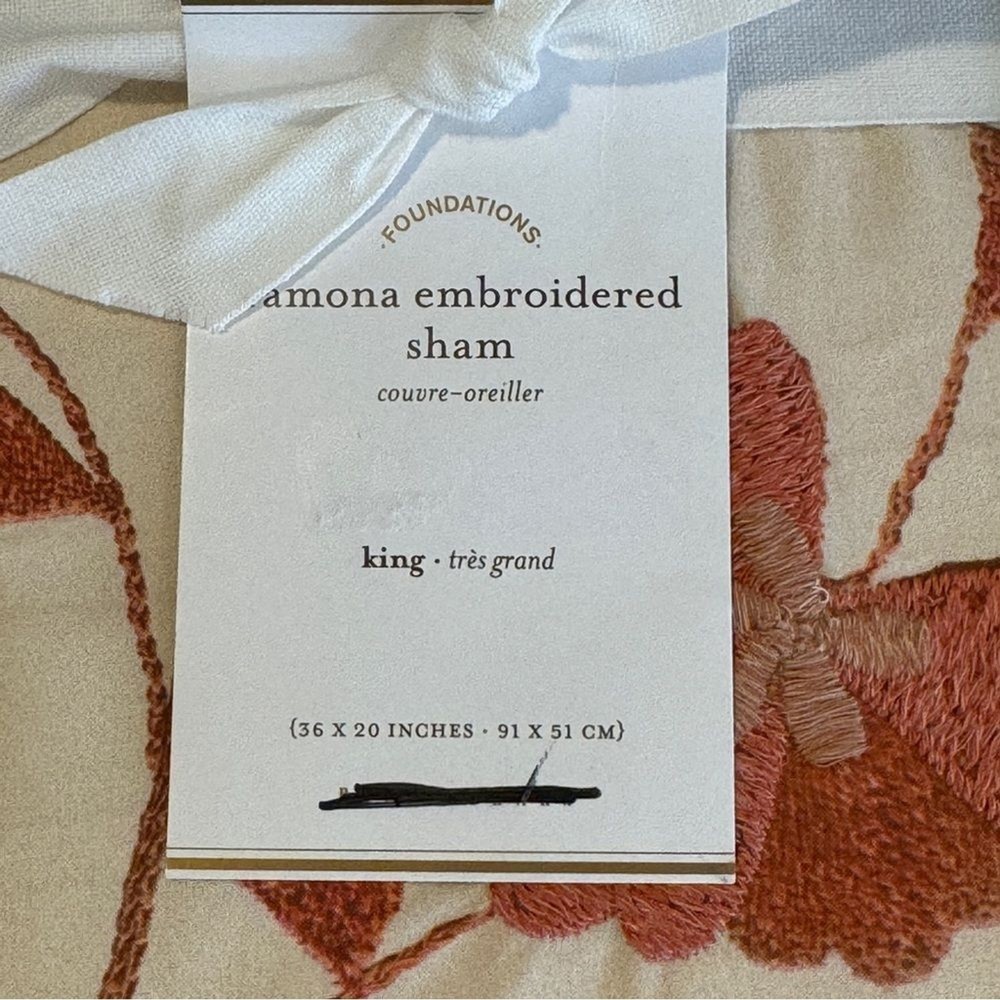 ·FOUNDATIONS·
amona embroidered
sham
couvre–oreiller
king · très grand
{36 X 20 INCHES · 91 X 51 CM}